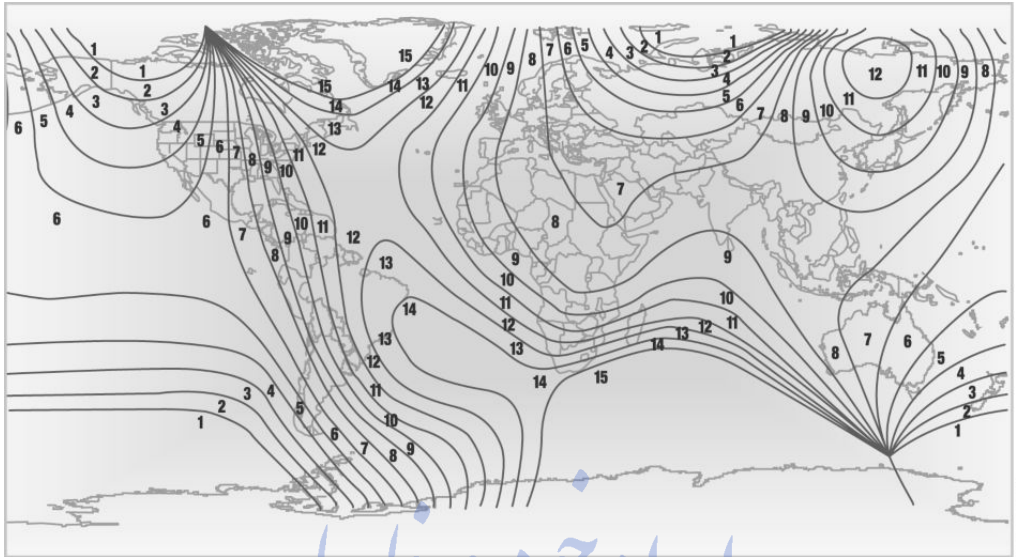 1 15 7 6 5 4 3 2 1 1
8 2
2 1 10 9 3 4 12 11 10 9 8
2 15 14 13 11
3 14 12 5 6 11
4 3 7 8 9 10
6 5 4 13
5 6 7 8 9 10 11 12
7
6 6 10 11 8
7 9 12
8 13 9 9
10
14 11 10
12 13 12 11
13 13 14 8 7 6
12 5
14 15 4
3 4 11 3
2 5 2
1 10 1
6 7 8 9